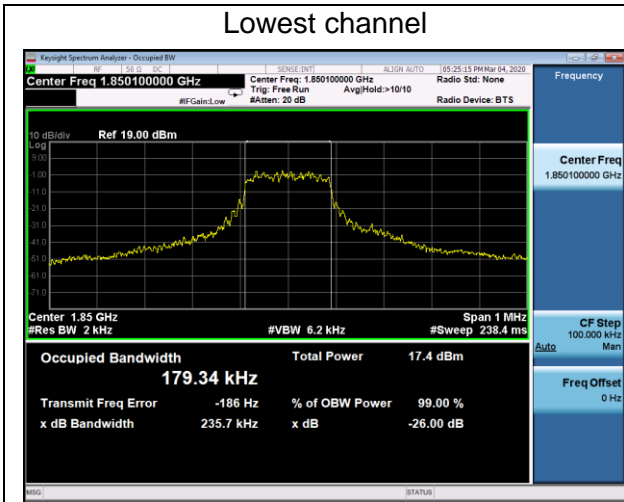 Lowest channel
Keysight Spectrum Analyzer - Occupied BW
RF 50 Ω DC SENSE:INT ALIGN AUTO 05:25:15 PM Mar 04, 2020
Center Freq 1.850100000 GHz
Center Freq: 1.850100000 GHz
Radio Std: None
Trig: Free Run Avg|Hold:>10/10
#IFGain:Low #Atten: 20 dB Radio Device: BTS
10 dB/div Ref 19.00 dBm
Log
9.00
-1.00
-11.0
-21.0
-31.0
-41.0
-51.0
-61.0
-71.0
Center 1.85 GHz Span 1 MHz
#Res BW 2 kHz #VBW 6.2 kHz #Sweep 238.4 ms
Occupied Bandwidth Total Power 17.4 dBm
179.34 kHz
Transmit Freq Error -186 Hz % of OBW Power 99.00 %
x dB Bandwidth 235.7 kHz x dB -26.00 dB
MSG STATUS
Frequency
Center Freq
1.850100000 GHz
CF Step
100.000 kHz
Auto Man
Freq Offset
0 Hz